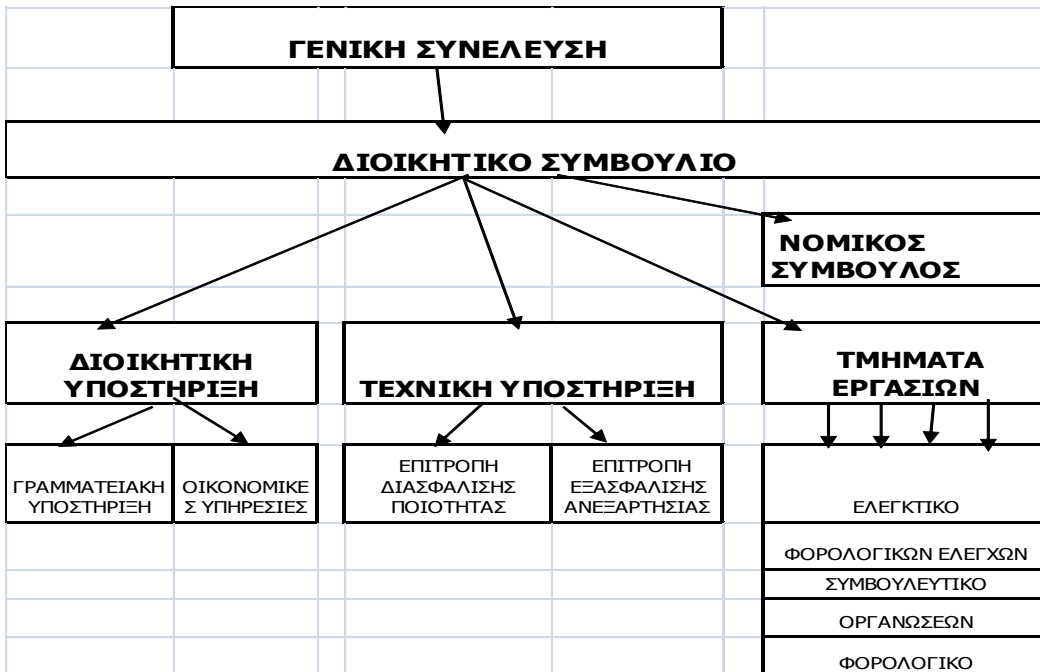 ΓΕΝΙΚΗ ΣΥΝΕΛΕΥΣΗ
ΔΙΟΙΚΗΤΙΚΟ ΣΥΜΒΟΥΛΙΟ
ΝΟΜΙΚΟΣ
ΣΥΜΒΟΥΛΟΣ
ΔΙΟΙΚΗΤΙΚΗ
ΥΠΟΣΤΗΡΙΞΗ
ΤΕΧΝΙΚΗ ΥΠΟΣΤΗΡΙΞΗ
ΤΜΗΜΑΤΑ
ΕΡΓΑΣΙΩΝ
ΓΡΑΜΜΑΤΕΙΑΚΗ
ΥΠΟΣΤΗΡΙΞΗ
ΟΙΚΟΝΟΜΙΚΕ
Σ ΥΠΗΡΕΣΙΕΣ
ΕΠΙΤΡΟΠΗ
ΔΙΑΣΦΑΛΙΣΗΣ
ΠΟΙΟΤΗΤΑΣ
ΕΠΙΤΡΟΠΗ
ΕΞΑΣΦΑΛΙΣΗΣ
ΑΝΕΞΑΡΤΗΣΙΑΣ
ΕΛΕΓΚΤΙΚΟ
ΦΟΡΟΛΟΓΙΚΩΝ ΕΛΕΓΧΩΝ
ΣΥΜΒΟΥΛΕΥΤΙΚΟ
ΟΡΓΑΝΩΣΕΩΝ
ΦΟΡΟΛΟΓΙΚΟ